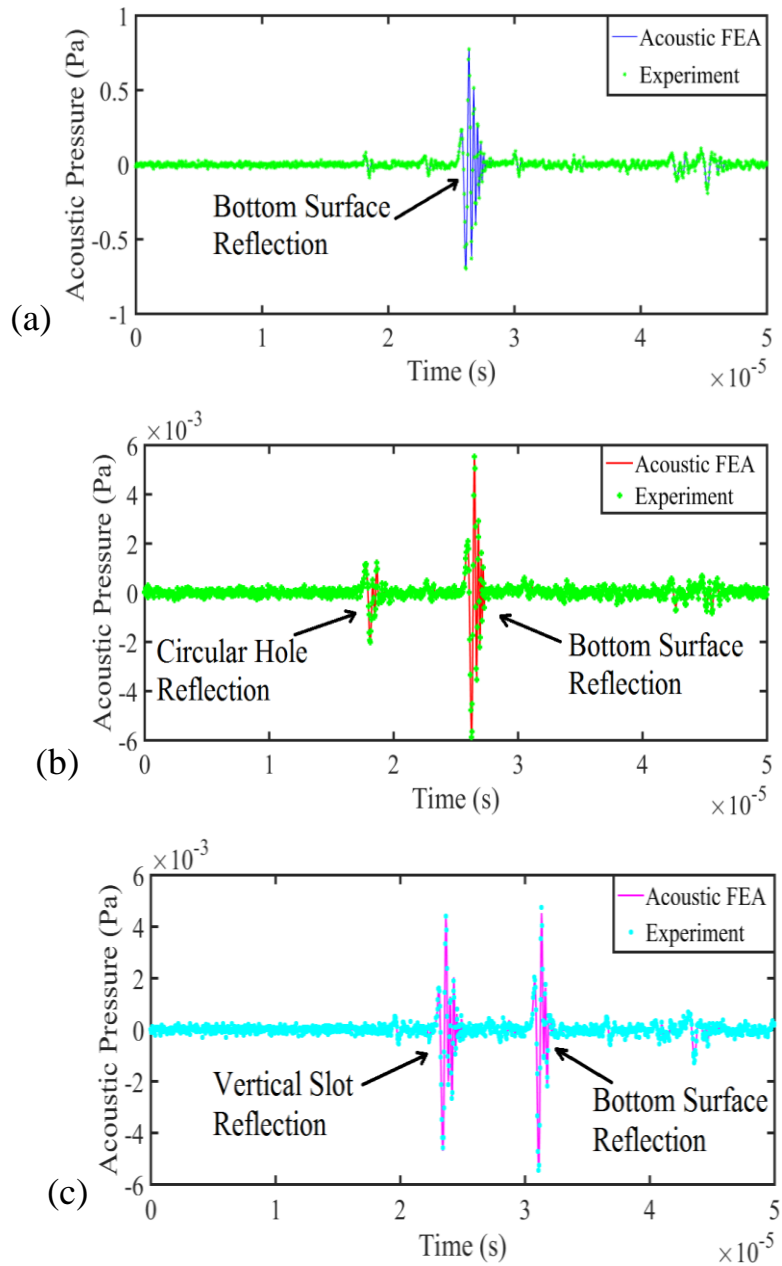 1
0.5
0
-0.5
-1
Acoustic Pressure (Pa)
Acoustic FEA
Experiment
Bottom Surface
Reflection
(a)
0 1 2 3 4 5
Time (s)
×10⁻⁵
×10⁻³
6
4
2
0
-2
-4
-6
Acoustic Pressure (Pa)
Acoustic FEA
Experiment
Circular Hole
Reflection
Bottom Surface
Reflection
(b)
0 1 2 3 4 5
Time (s)
×10⁻⁵
×10⁻³
6
4
2
0
-2
-4
-6
Acoustic Pressure (Pa)
Acoustic FEA
Experiment
Vertical Slot
Reflection
Bottom Surface
Reflection
(c)
0 1 2 3 4 5
Time (s)
×10⁻⁵